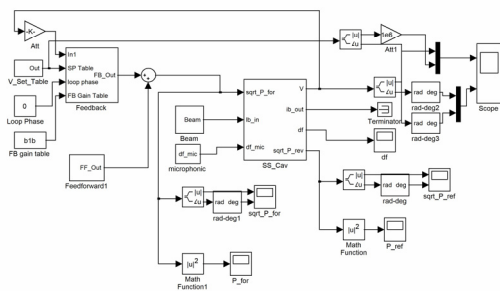 -K-
Att
Out
V_Set_Table
0
Loop Phase
b1b
FB gain table
In1
SP Table
loop phase
FB Gain Table
FB_Out
Feedback
FF_Out
Feedforward1
Beam
Beam
df_mic
microphonic
sqrt_P_for
Ib_in
df_mic
V
ib_out
df
sqrt_P_rev
SS_Cav
|u|
∠u
Att1
|u|
∠u
Terminator
df
rad deg
rad-deg2
rad deg
rad-deg3
Scope
|u|
∠u
rad deg
rad-deg1
sqrt_P_for
|u|
∠u
rad deg
rad-deg
sqrt_P_ref
|u|²
Math
Function
P_ref
|u|²
Math
Function1
P_for